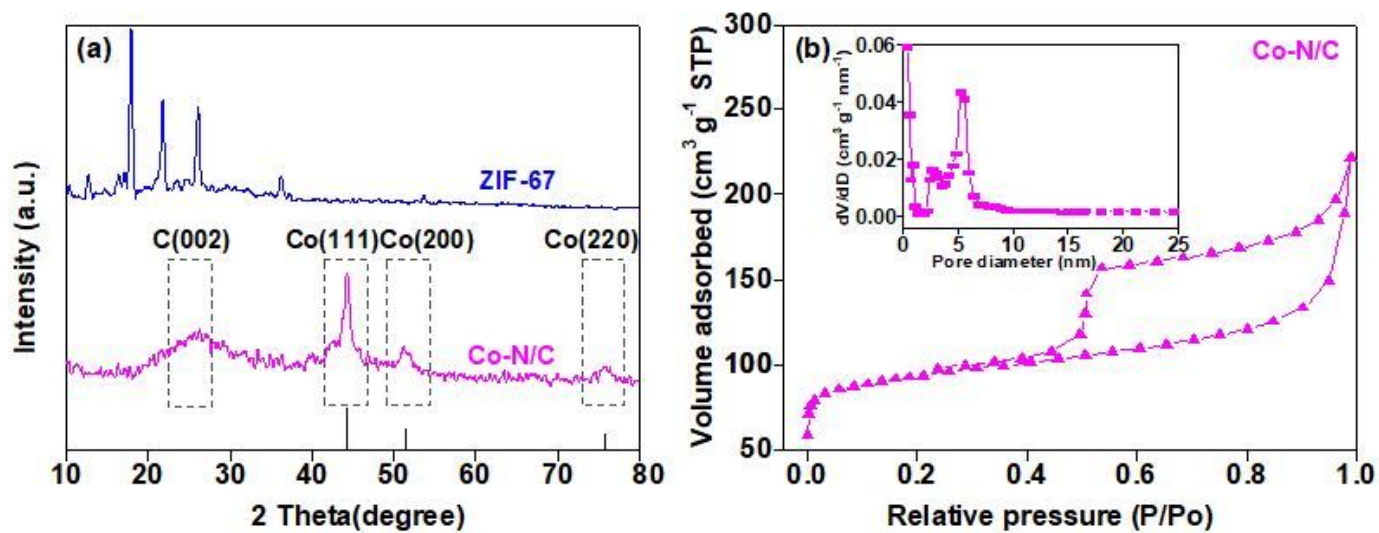 (a)
ZIF-67
C(002)
Co(111)
Co(200)
Co(220)
Co-N/C
Intensity (a.u.)
10 20 30 40 50 60 70 80
2 Theta(degree)
(b)
Co-N/C
300
250
200
150
100
50
Volume adsorbed (cm³ g⁻¹ STP)
0.0 0.2 0.4 0.6 0.8 1.0
Relative pressure (P/Po)
0.06
0.04
0.02
0.00
dV/dD (cm³ g⁻¹ nm⁻¹)
0 5 10 15 20 25
Pore diameter (nm)